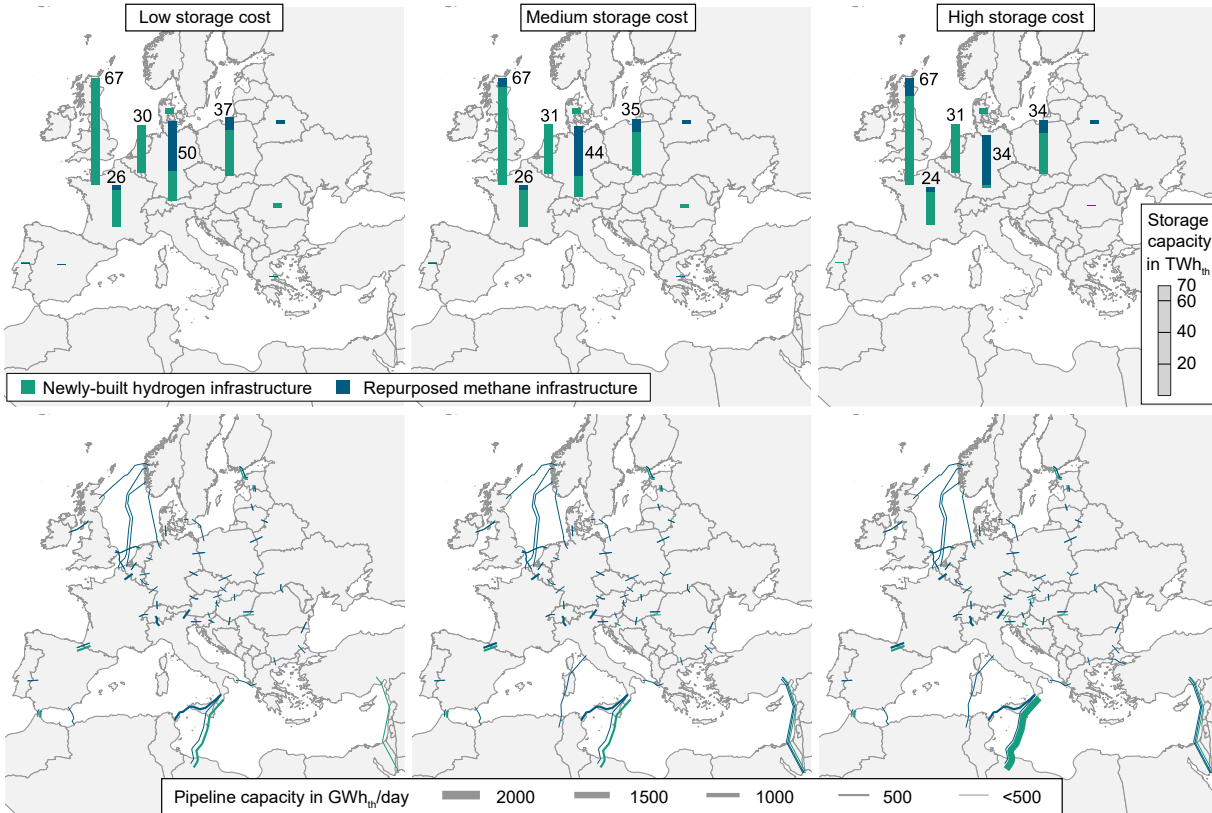 Low storage cost
Medium storage cost
High storage cost
67
30
37
50
26
67
31
35
44
26
67
31
34
34
24
Storage
capacity
in TWhth
70
60
40
20
Newly-built hydrogen infrastructure
Repurposed methane infrastructure
Pipeline capacity in GWhth/day
2000
1500
1000
500
<500